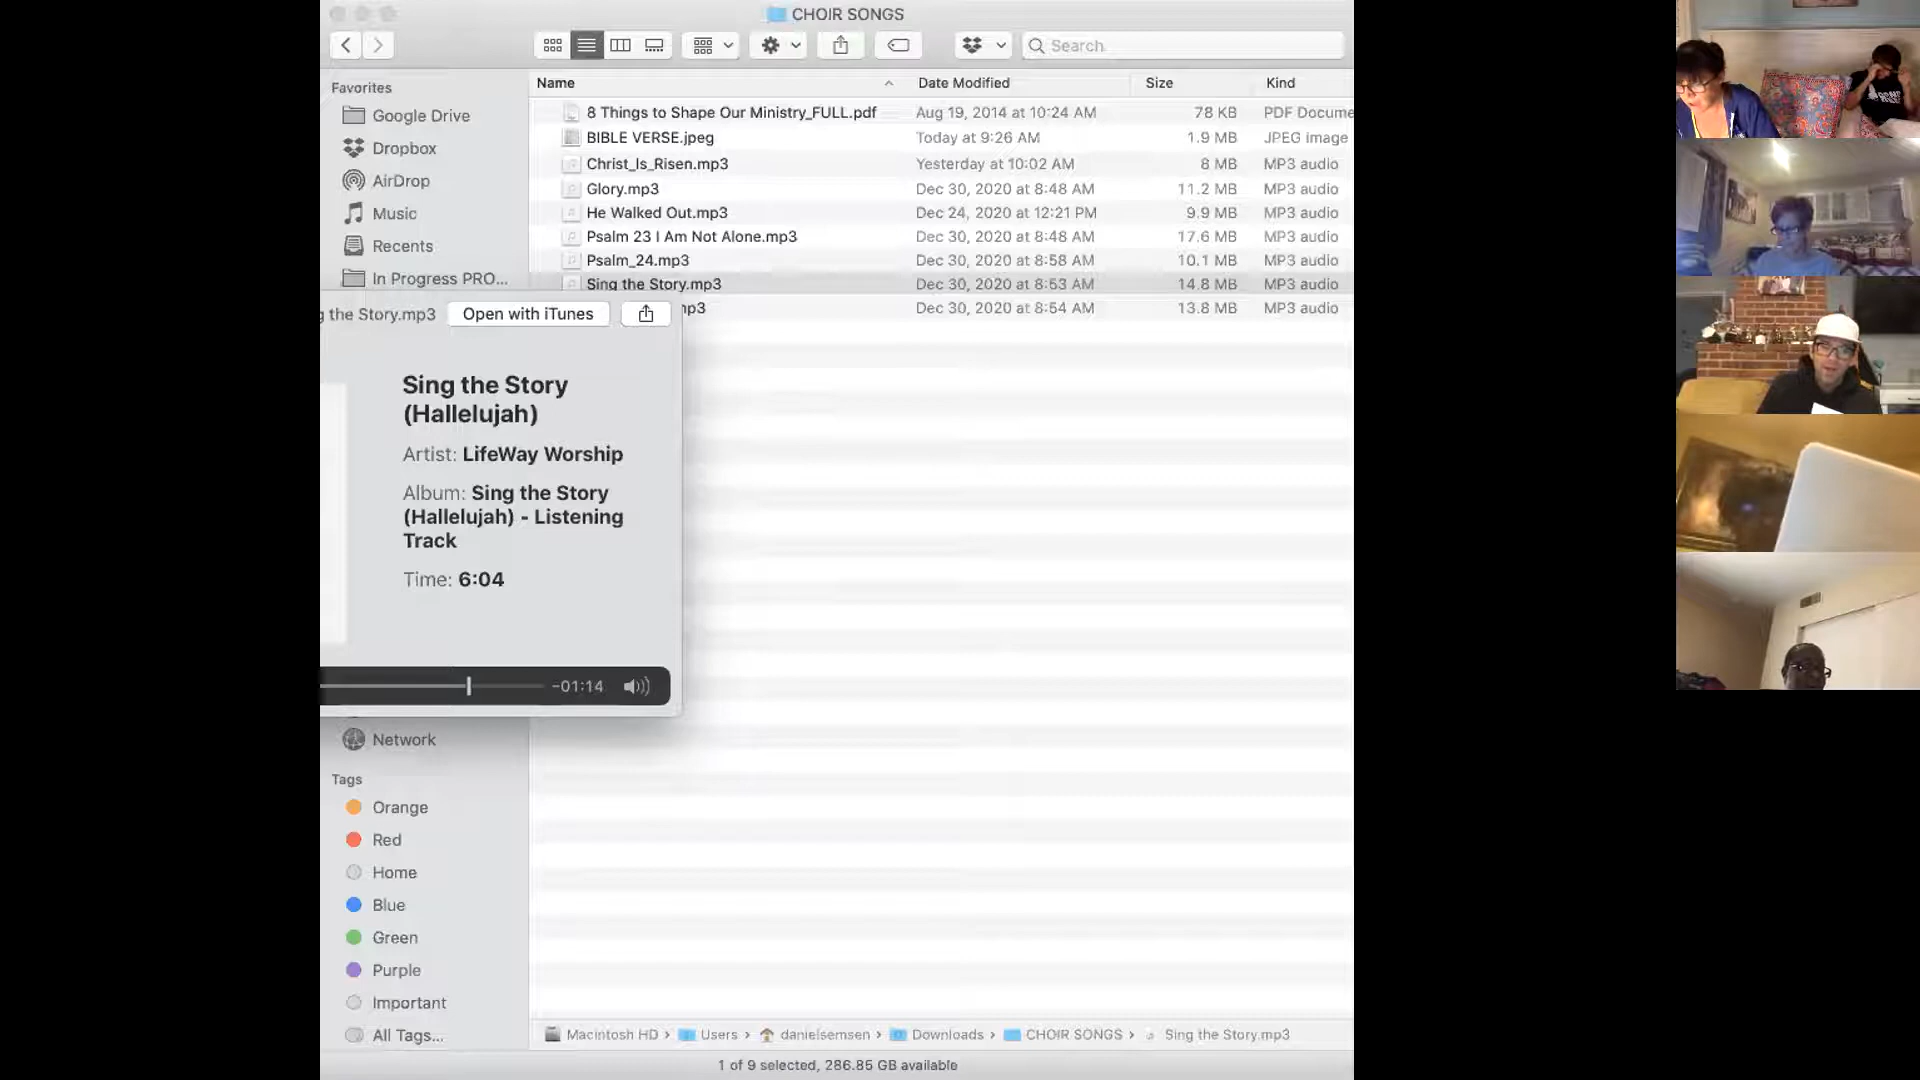 CHOIR SONGS
Search
Favorites
Google Drive
Dropbox
AirDrop
Music
Recents
In Progress PRO...
Name Date Modified Size Kind
8 Things to Shape Our Ministry_FULL.pdf Aug 19, 2014 at 10:24 AM 78 KB PDF Docume
BIBLE VERSE.jpeg Today at 9:26 AM 1.9 MB JPEG image
Christ_Is_Risen.mp3 Yesterday at 10:02 AM 8 MB MP3 audio
Glory.mp3 Dec 30, 2020 at 8:48 AM 11.2 MB MP3 audio
He Walked Out.mp3 Dec 24, 2020 at 12:21 PM 9.9 MB MP3 audio
Psalm 23 I Am Not Alone.mp3 Dec 30, 2020 at 8:48 AM 17.6 MB MP3 audio
Psalm_24.mp3 Dec 30, 2020 at 8:58 AM 10.1 MB MP3 audio
Sing the Story.mp3 Dec 30, 2020 at 8:53 AM 14.8 MB MP3 audio
mp3 Dec 30, 2020 at 8:54 AM 13.8 MB MP3 audio
g the Story.mp3 Open with iTunes
Sing the Story
(Hallelujah)
Artist: LifeWay Worship
Album: Sing the Story
(Hallelujah) - Listening
Track
Time: 6:04
-01:14
Network
Tags
Orange
Red
Home
Blue
Green
Purple
Important
All Tags...
Macintosh HD › Users › danielsemsen › Downloads › CHOIR SONGS › Sing the Story.mp3
1 of 9 selected, 286.85 GB available